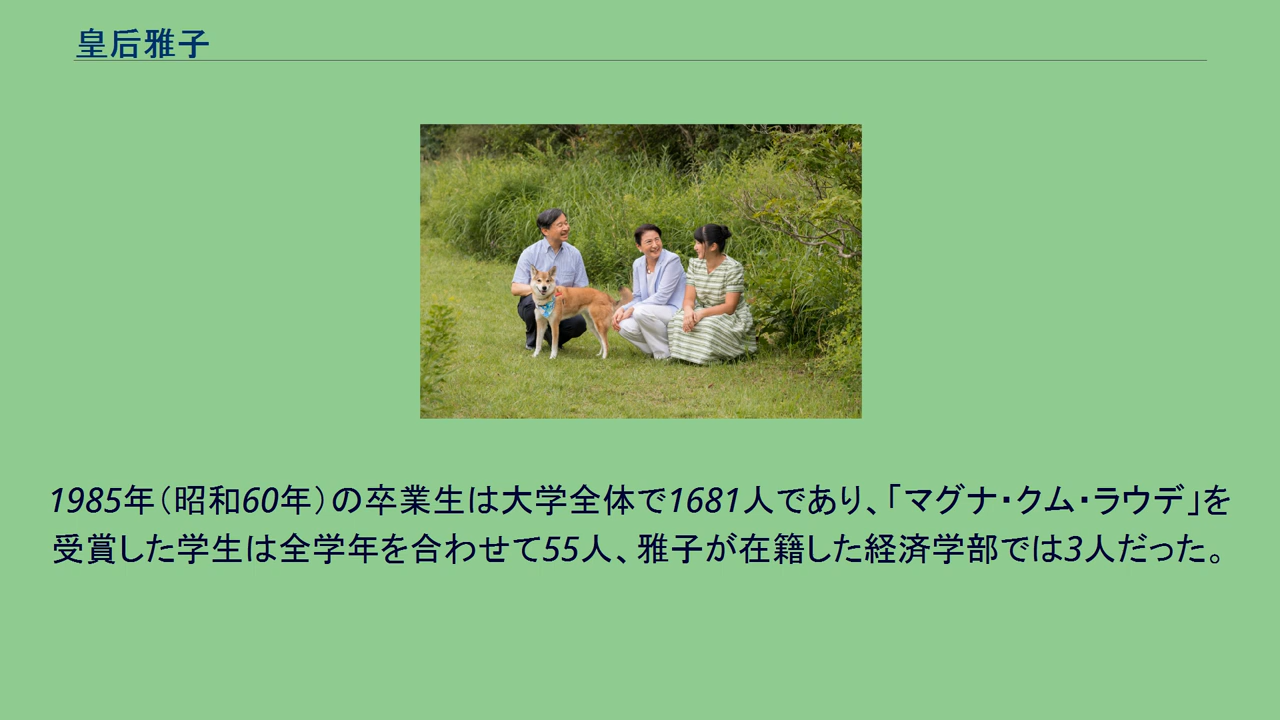 皇后雅子
1985年（昭和60年）の卒業生は大学全体で1681人であり、「マグナ・クム・ラウデ」を
受賞した学生は全学年を合わせて55人、雅子が在籍した経済学部では3人だった。